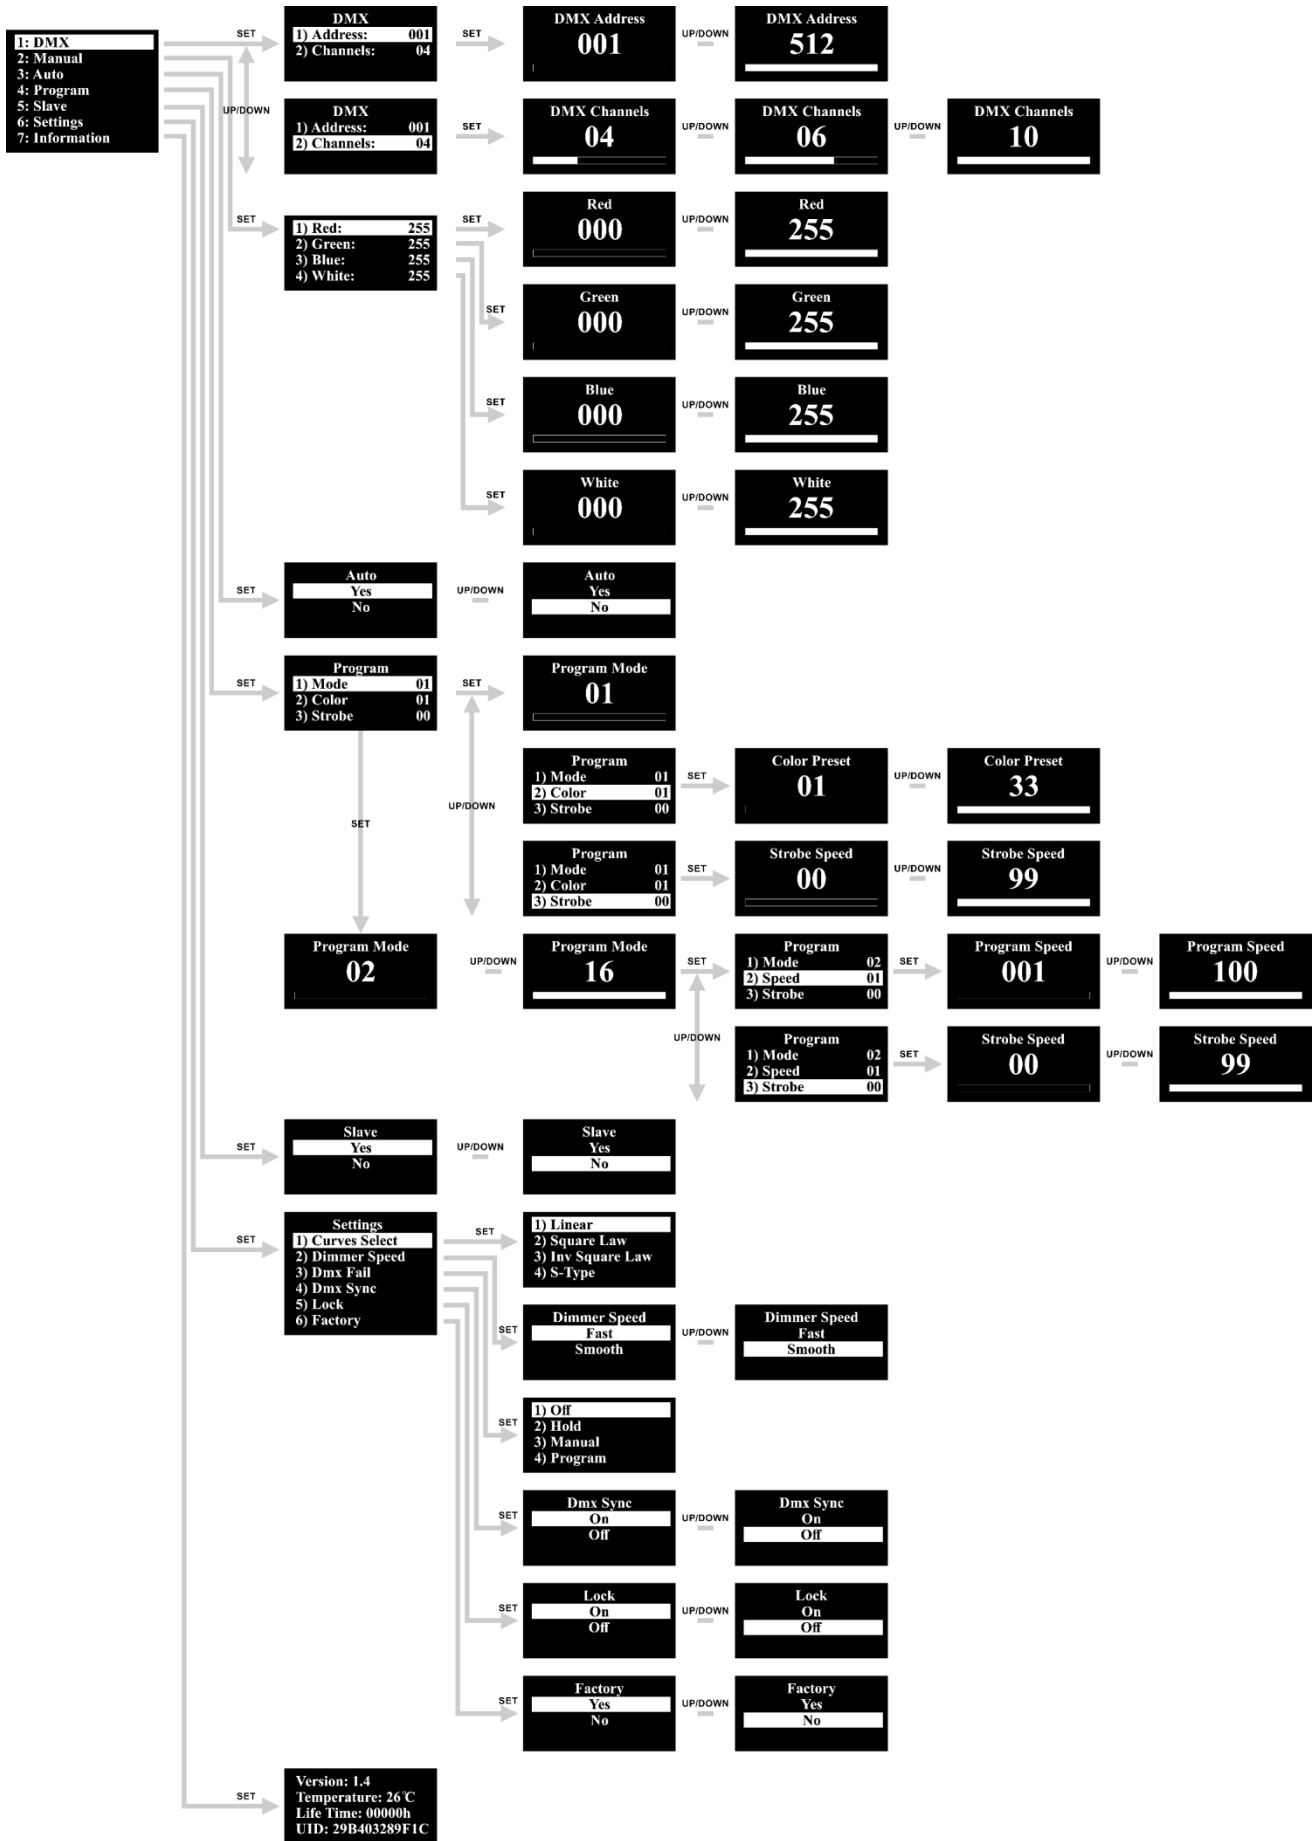 1: DMX
2: Manual
3: Auto
4: Program
5: Slave
6: Settings
7: Information
SET
UP/DOWN
DMX
1) Address: 001
2) Channels: 04
SET
DMX Address
001
UP/DOWN
DMX Address
512
DMX
1) Address: 001
2) Channels: 04
SET
DMX Channels
04
UP/DOWN
DMX Channels
06
UP/DOWN
DMX Channels
10
SET
1) Red: 255
2) Green: 255
3) Blue: 255
4) White: 255
SET
Red
000
UP/DOWN
Red
255
SET
Green
000
UP/DOWN
Green
255
SET
Blue
000
UP/DOWN
Blue
255
SET
White
000
UP/DOWN
White
255
SET
Auto
Yes
No
UP/DOWN
Auto
Yes
No
SET
Program
1) Mode 01
2) Color 01
3) Strobe 00
SET
Program Mode
01
UP/DOWN
Program
1) Mode 01
2) Color 01
3) Strobe 00
SET
Color Preset
01
UP/DOWN
Color Preset
33
Program
1) Mode 01
2) Color 01
3) Strobe 00
SET
Strobe Speed
00
UP/DOWN
Strobe Speed
99
SET
Program Mode
02
UP/DOWN
Program Mode
16
SET
Program
1) Mode 02
2) Speed 01
3) Strobe 00
SET
Program Speed
001
UP/DOWN
Program Speed
100
UP/DOWN
Program
1) Mode 02
2) Speed 01
3) Strobe 00
SET
Strobe Speed
00
UP/DOWN
Strobe Speed
99
SET
Slave
Yes
No
UP/DOWN
Slave
Yes
No
SET
Settings
1) Curves Select
2) Dimmer Speed
3) Dmx Fail
4) Dmx Sync
5) Lock
6) Factory
SET
1) Linear
2) Square Law
3) Inv Square Law
4) S-Type
SET
Dimmer Speed
Fast
Smooth
UP/DOWN
Dimmer Speed
Fast
Smooth
SET
1) Off
2) Hold
3) Manual
4) Program
SET
Dmx Sync
On
Off
UP/DOWN
Dmx Sync
On
Off
SET
Lock
On
Off
UP/DOWN
Lock
On
Off
SET
Factory
Yes
No
UP/DOWN
Factory
Yes
No
SET
Version: 1.4
Temperature: 26℃
Life Time: 00000h
UID: 29B403289F1C